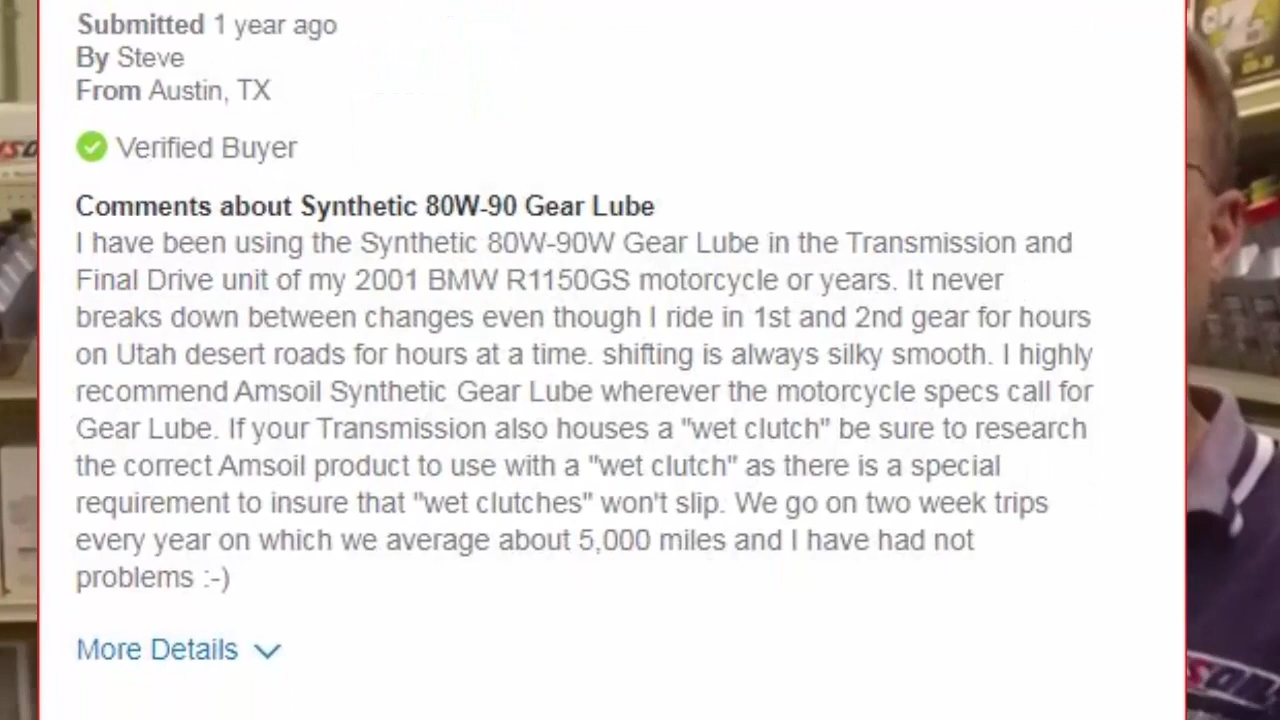 Submitted 1 year ago
By Steve
From Austin, TX
Verified Buyer
Comments about Synthetic 80W-90 Gear Lube
I have been using the Synthetic 80W-90W Gear Lube in the Transmission and
Final Drive unit of my 2001 BMW R1150GS motorcycle or years. It never
breaks down between changes even though I ride in 1st and 2nd gear for hours
on Utah desert roads for hours at a time. shifting is always silky smooth. I highly
recommend Amsoil Synthetic Gear Lube wherever the motorcycle specs call for
Gear Lube. If your Transmission also houses a "wet clutch" be sure to research
the correct Amsoil product to use with a "wet clutch" as there is a special
requirement to insure that "wet clutches" won't slip. We go on two week trips
every year on which we average about 5,000 miles and I have had not
problems :-)
More Details